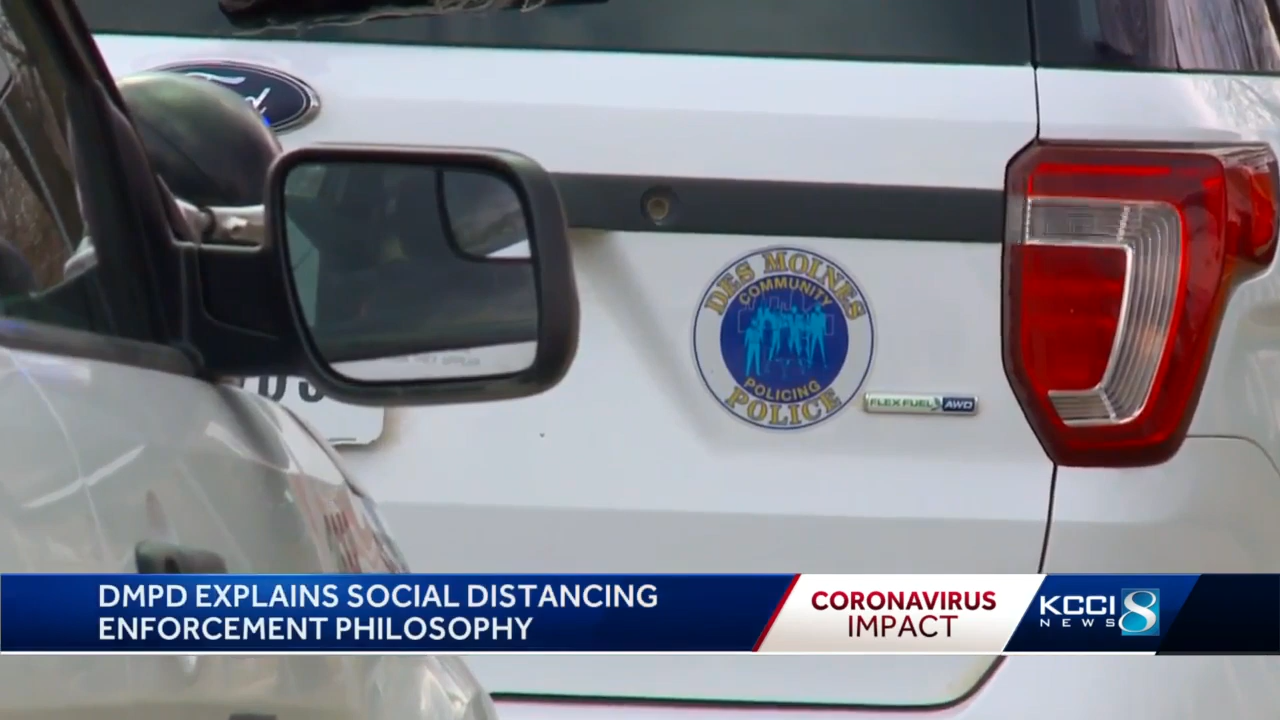 Ford
DES MOINES
COMMUNITY
POLICING
POLICE
FLEX FUEL AWD
DMPD EXPLAINS SOCIAL DISTANCING
ENFORCEMENT PHILOSOPHY
CORONAVIRUS
IMPACT
KCCI 8
NEWS